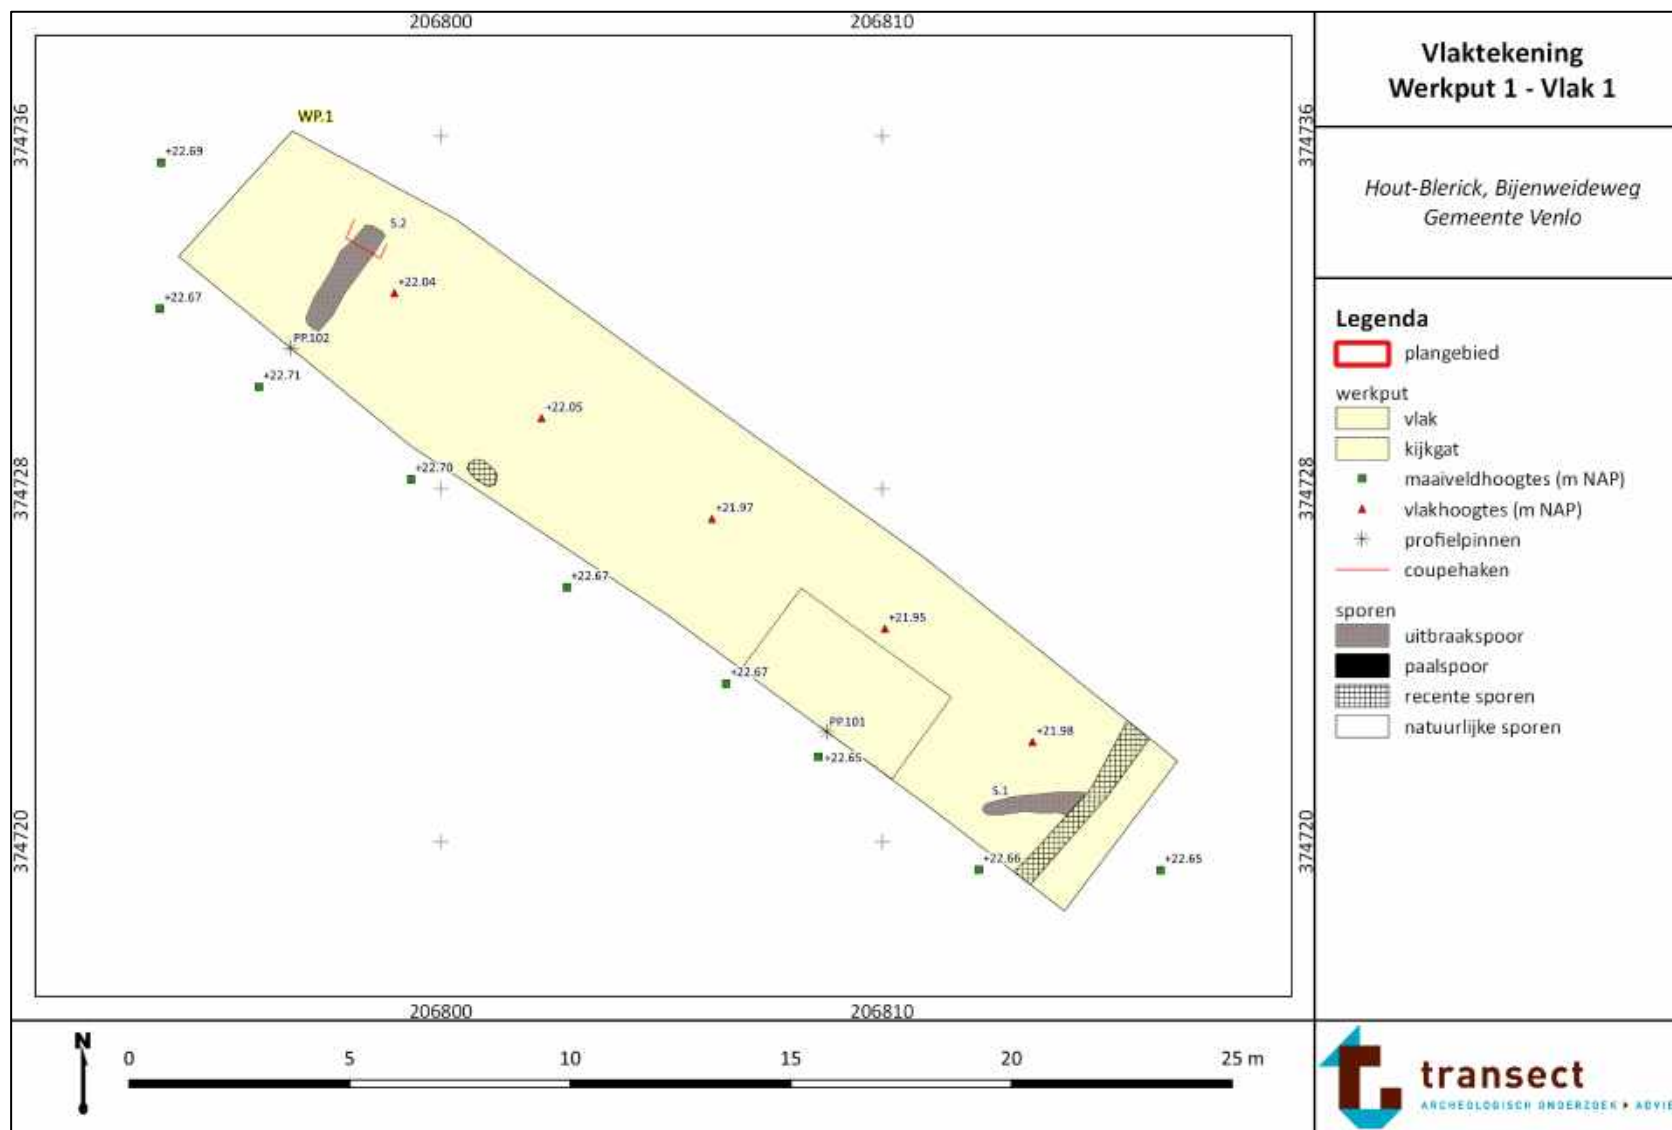 206800
206810
Vlaktekening
Werkput 1 - Vlak 1
374736
374736
WP.1
+22.69
Hout-Blerick, Bijenweideweg
Gemeente Venlo
S.2
+22.04
+22.67
PP.102
+22.71
+22.05
+22.70
374728
374728
+21.97
+22.67
+21.95
+22.67
PP.101
+21.98
+22.65
S.1
374720
374720
+22.66
+22.65
Legenda
plangebied
werkput
vlak
kijkgat
maaiveldhoogtes (m NAP)
vlakhoogtes (m NAP)
profielpinnen
coupehaken
sporen
uitbraakspoor
paalspoor
recente sporen
natuurlijke sporen
206800
206810
N
0
5
10
15
20
25 m
transect
ARCHEOLOGISCH ONDERZOEK ADVIE